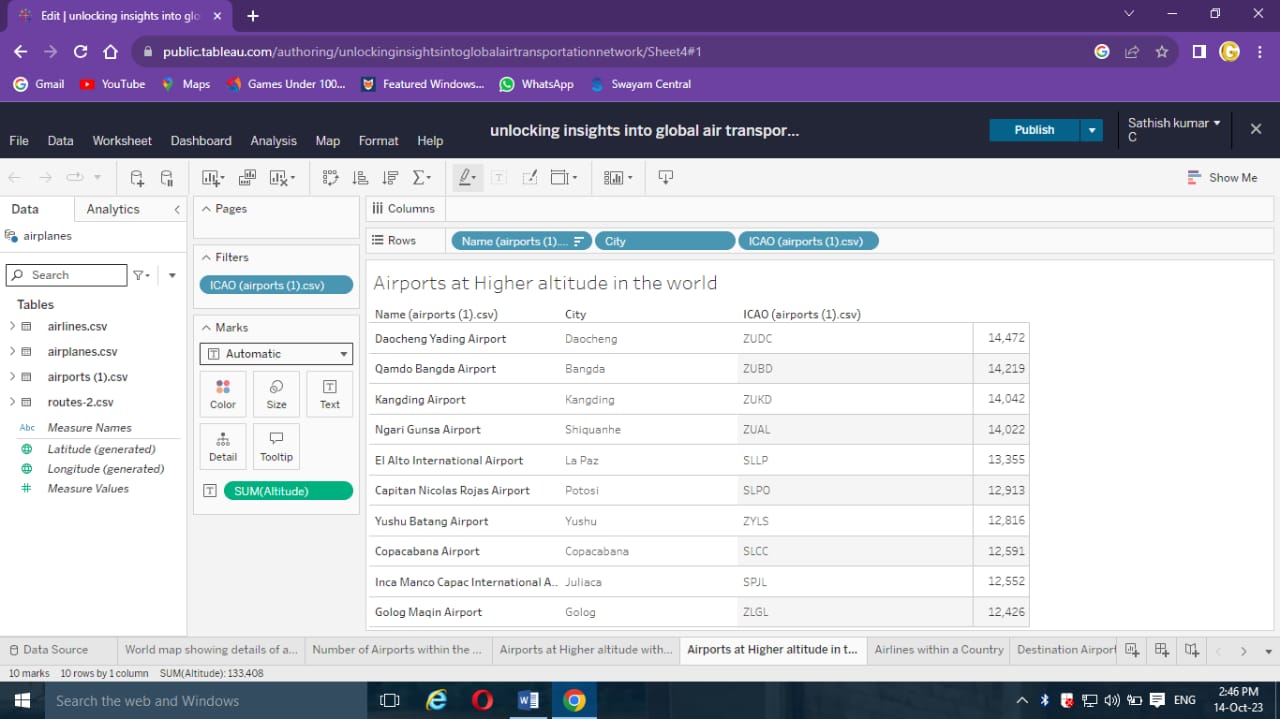 Edit | unlocking insights into glo
public.tableau.com/authoring/unlockinginsightsintoglobalairtransportationnetwork/Sheet4#1
Gmail YouTube Maps Games Under 100... Featured Windows... WhatsApp Swayam Central
File Data Worksheet Dashboard Analysis Map Format Help unlocking insights into global air transpor... Publish Sathish kumar C
Show Me
Data Analytics
airplanes
Search
Tables
airlines.csv
airplanes.csv
airports (1).csv
routes-2.csv
Abc Measure Names
Latitude (generated)
Longitude (generated)
Measure Values
Pages
Filters
ICAO (airports (1).csv)
Marks
Automatic
Color Size Text
Detail Tooltip
SUM(Altitude)
Columns
Rows Name (airports (1).... City ICAO (airports (1).csv)
Airports at Higher altitude in the world
Name (airports (1).csv) City ICAO (airports (1).csv)
Daocheng Yading Airport Daocheng ZUDC 14,472
Qamdo Bangda Airport Bangda ZUBD 14,219
Kangding Airport Kangding ZUKD 14,042
Ngari Gunsa Airport Shiquanhe ZUAL 14,022
El Alto International Airport La Paz SLLP 13,355
Capitan Nicolas Rojas Airport Potosi SLPO 12,913
Yushu Batang Airport Yushu ZYLS 12,816
Copacabana Airport Copacabana SLCC 12,591
Inca Manco Capac International A.. Juliaca SPJL 12,552
Golog Maqin Airport Golog ZLGL 12,426
Data Source World map showing details of a... Number of Airports within the ... Airports at Higher altitude with... Airports at Higher altitude in t... Airlines within a Country Destination Airport
10 marks 10 rows by 1 column SUM(Altitude): 133,408
Search the web and Windows
ENG
2:46 PM
14-Oct-23